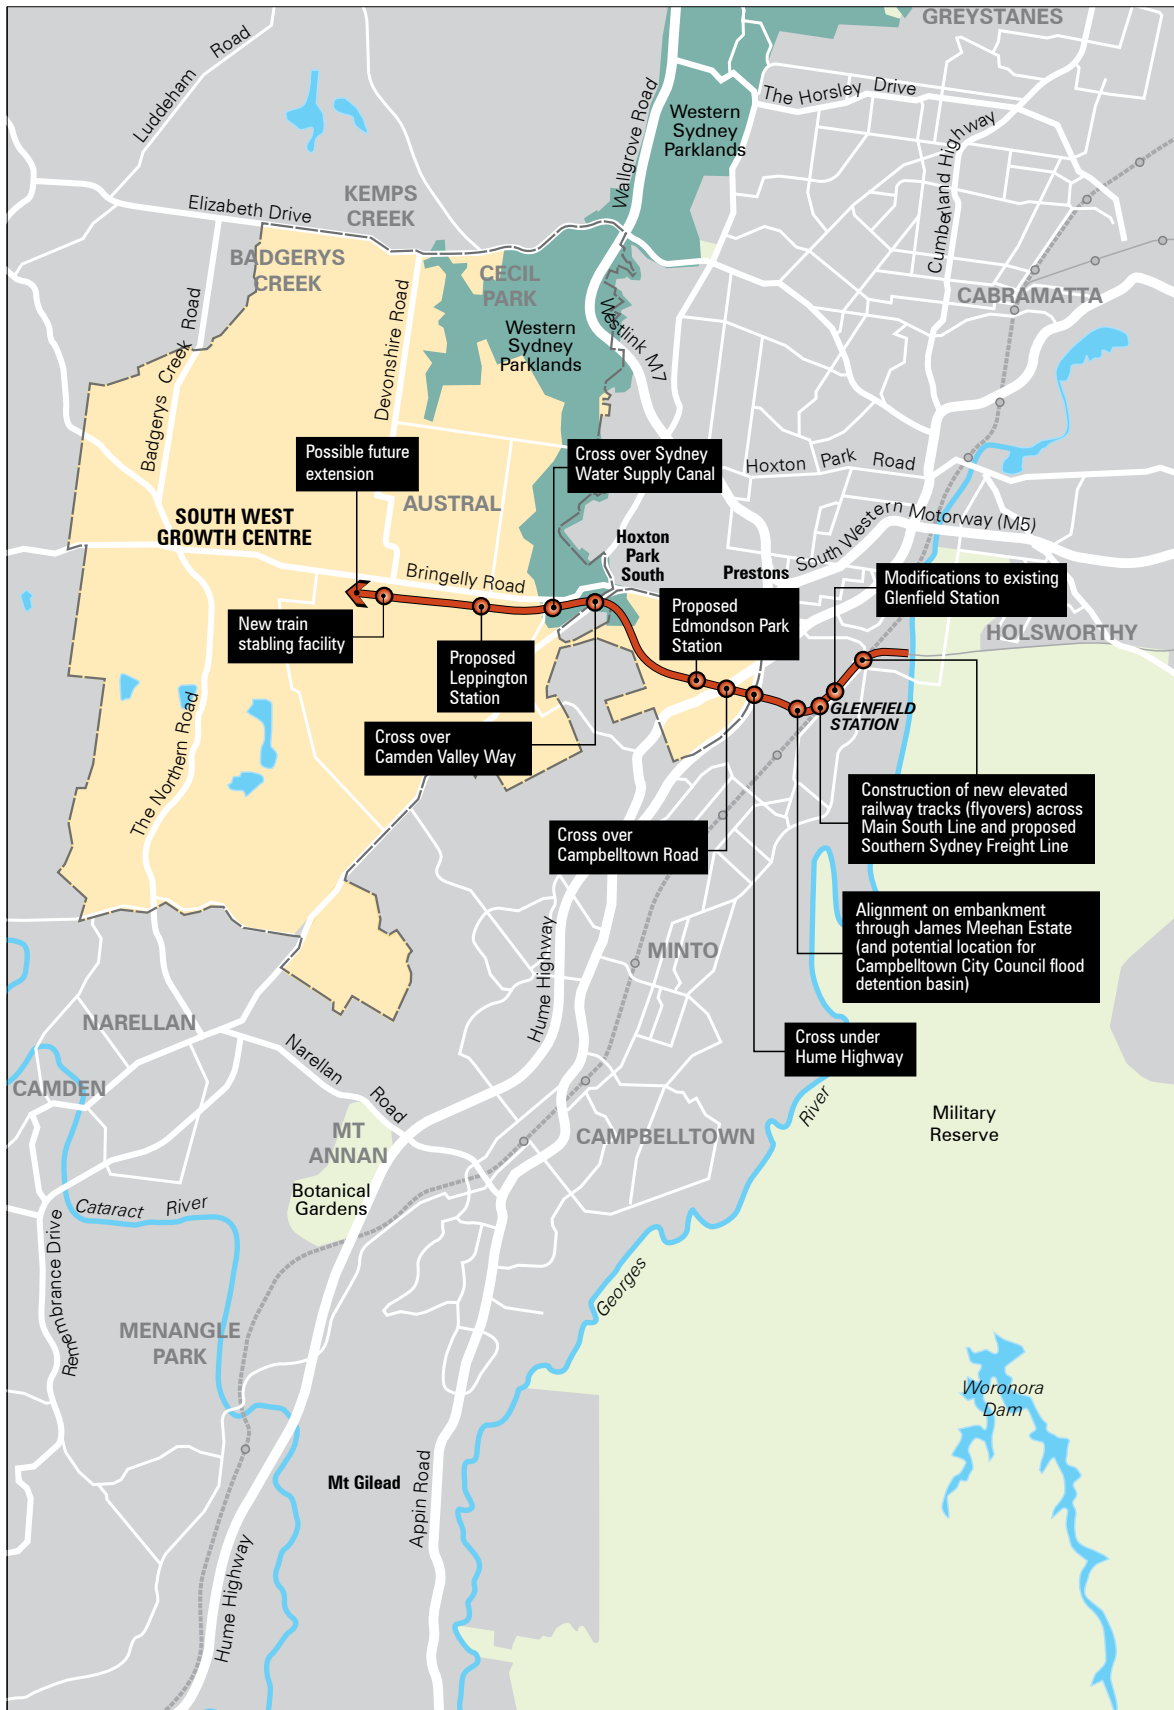 GREYSTANES
Luddeham Road
The Horsley Drive
Western
Sydney
Parklands
Wallgrove Road
Cumberland Highway
KEMPS
CREEK
Elizabeth Drive
BADGERYS
CREEK
CECIL
PARK
CABRAMATTA
Western
Sydney
Parklands
Westlink M7
Badgerys Creek Road
Devonshire Road
Possible future
extension
Cross over Sydney
Water Supply Canal
Hoxton Park Road
AUSTRAL
SOUTH WEST
GROWTH CENTRE
South Western Motorway (M5)
Hoxton
Park
South
Prestons
Bringelly Road
Modifications to existing
Glenfield Station
Proposed
Edmondson Park
Station
HOLSWORTHY
New train
stabling facility
Proposed
Leppington
Station
GLENFIELD
STATION
Cross over
Camden Valley Way
The Northern Road
Construction of new elevated
railway tracks (flyovers) across
Main South Line and proposed
Southern Sydney Freight Line
Cross over
Campbelltown Road
Alignment on embankment
through James Meehan Estate
(and potential location for
Campbelltown City Council flood
detention basin)
MINTO
Hume Highway
NARELLAN
Cross under
Hume Highway
Narellan Road
CAMDEN
River
Military
Reserve
MT
ANNAN
CAMPBELLTOWN
Botanical
Gardens
Cataract River
Remembrance Drive
Georges
MENANGLE
PARK
Woronora
Dam
Mt Gilead
Appin Road
Hume Highway